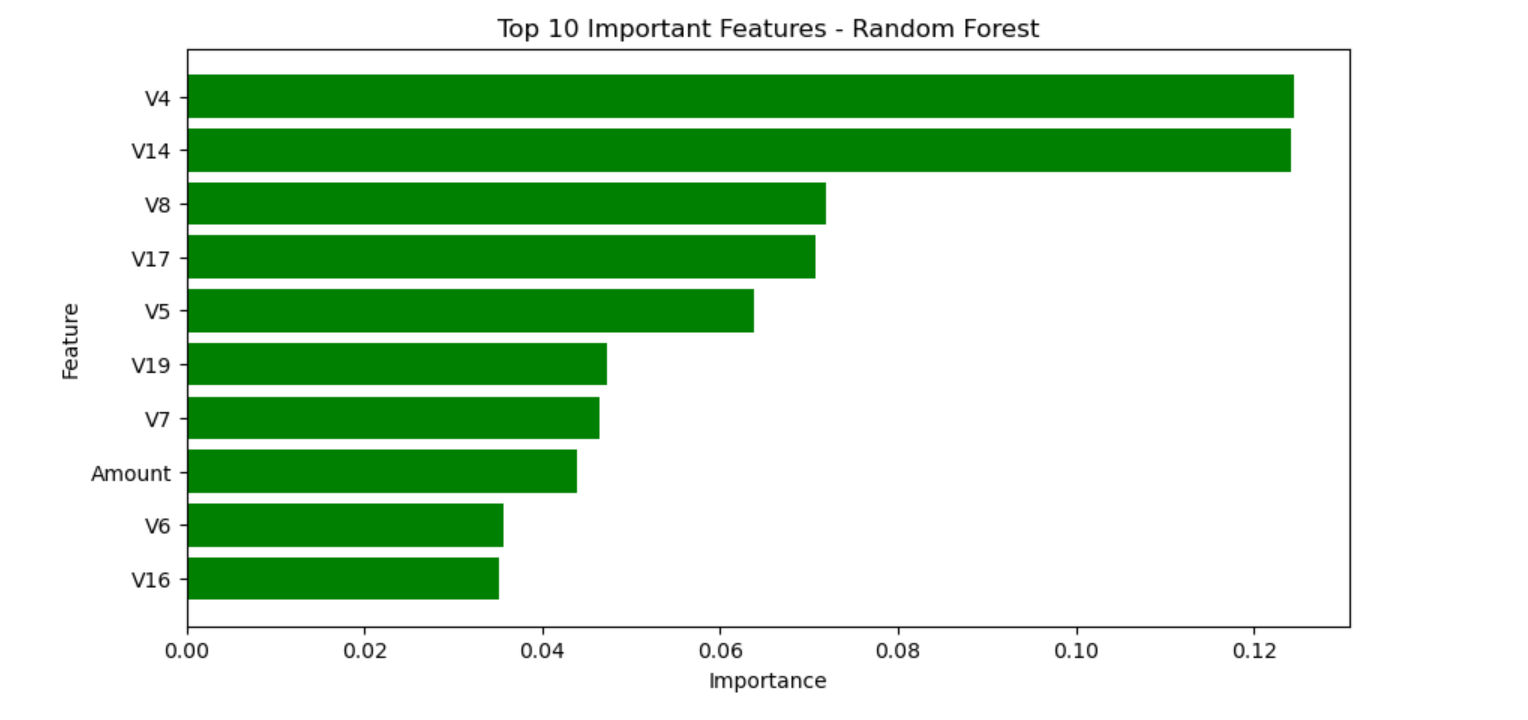 Top 10 Important Features - Random Forest
V4
V14
V8
V17
V5
V19
V7
Amount
V6
V16
Feature
0.00 0.02 0.04 0.06 0.08 0.10 0.12
Importance